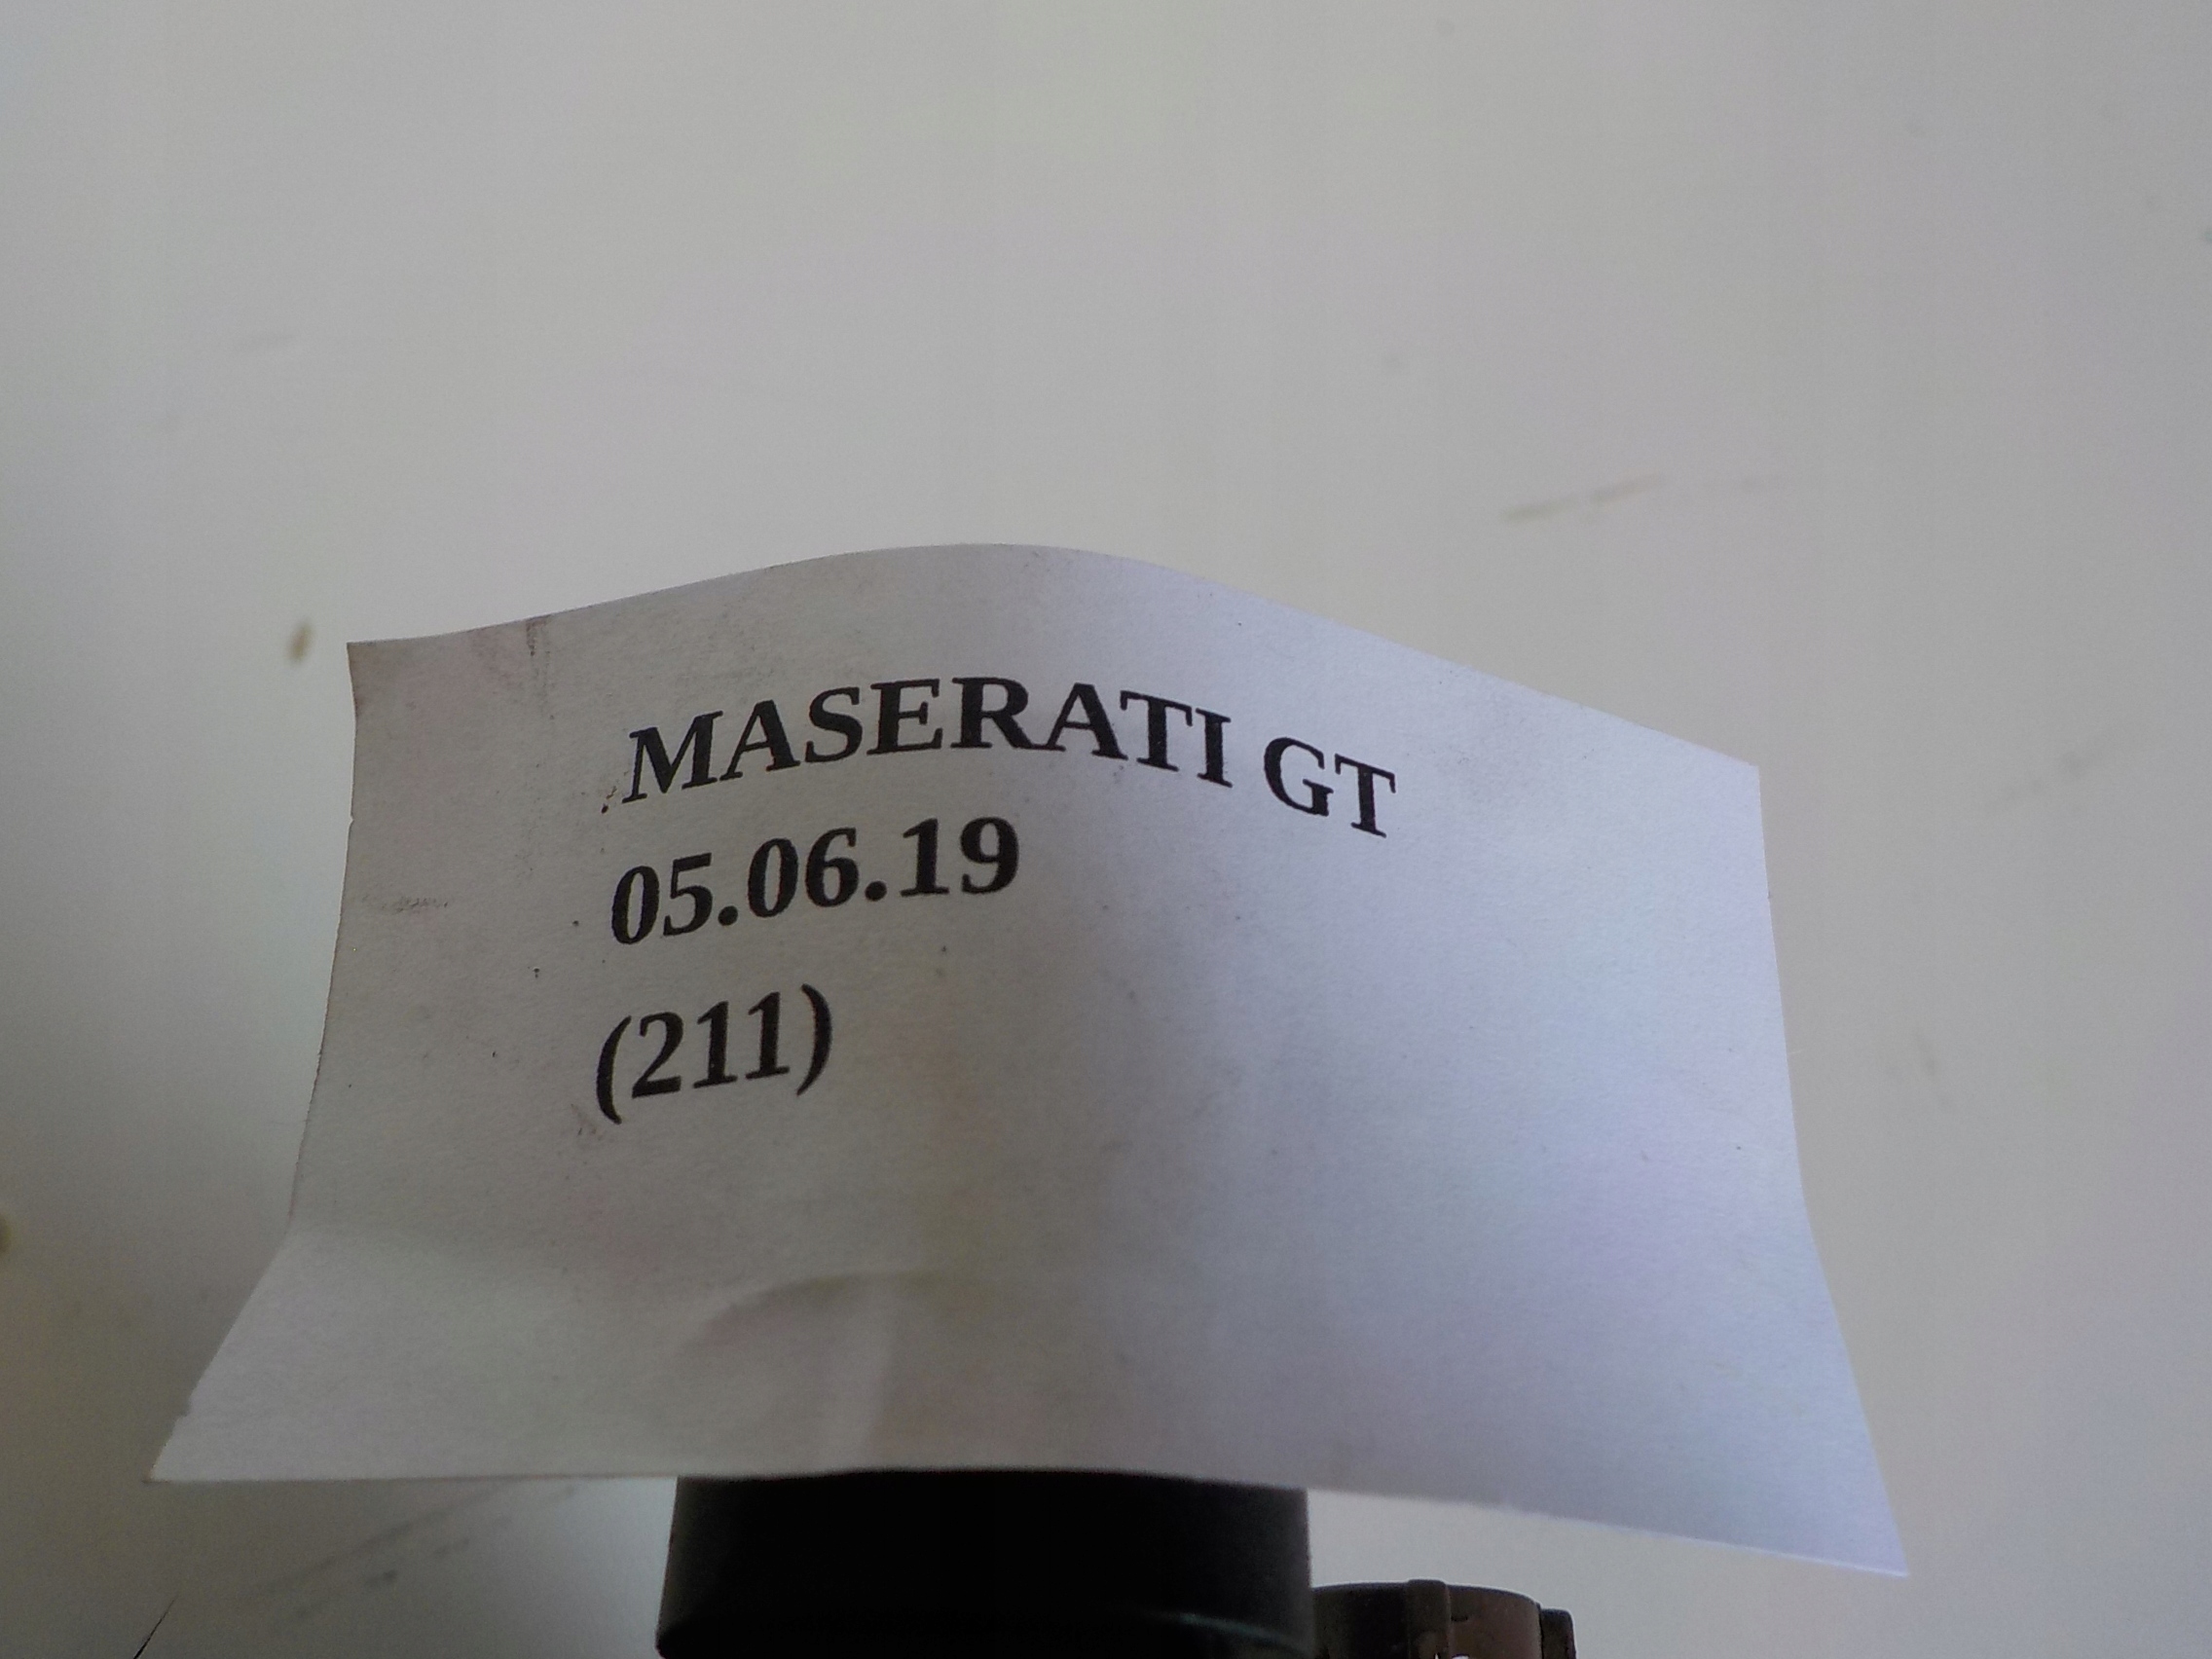 MASERATI GT
05.06.19
(211)